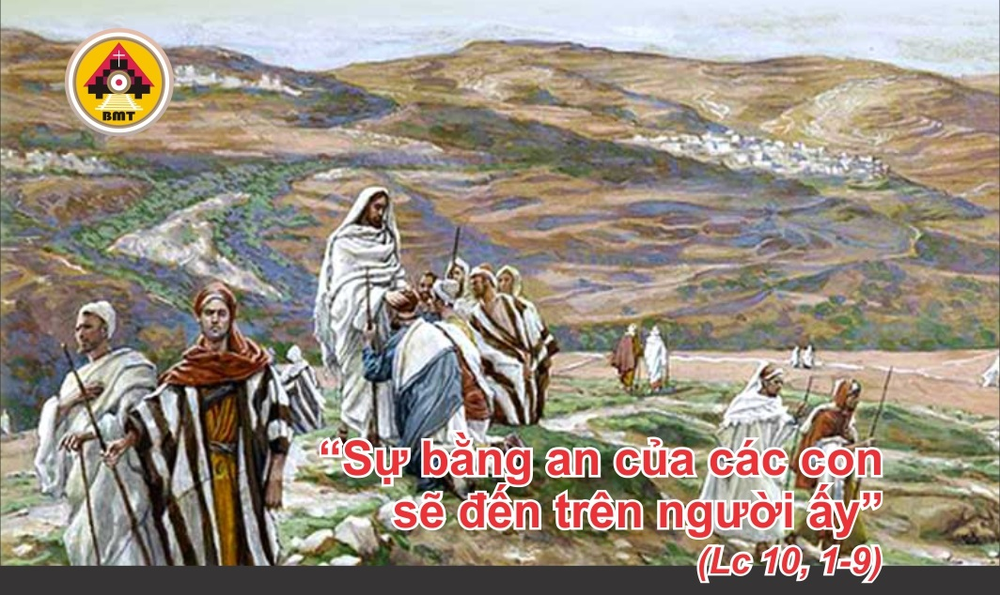 BMT
“Sự bằng an của các con
sẽ đến trên người ấy”
(Lc 10, 1-9)